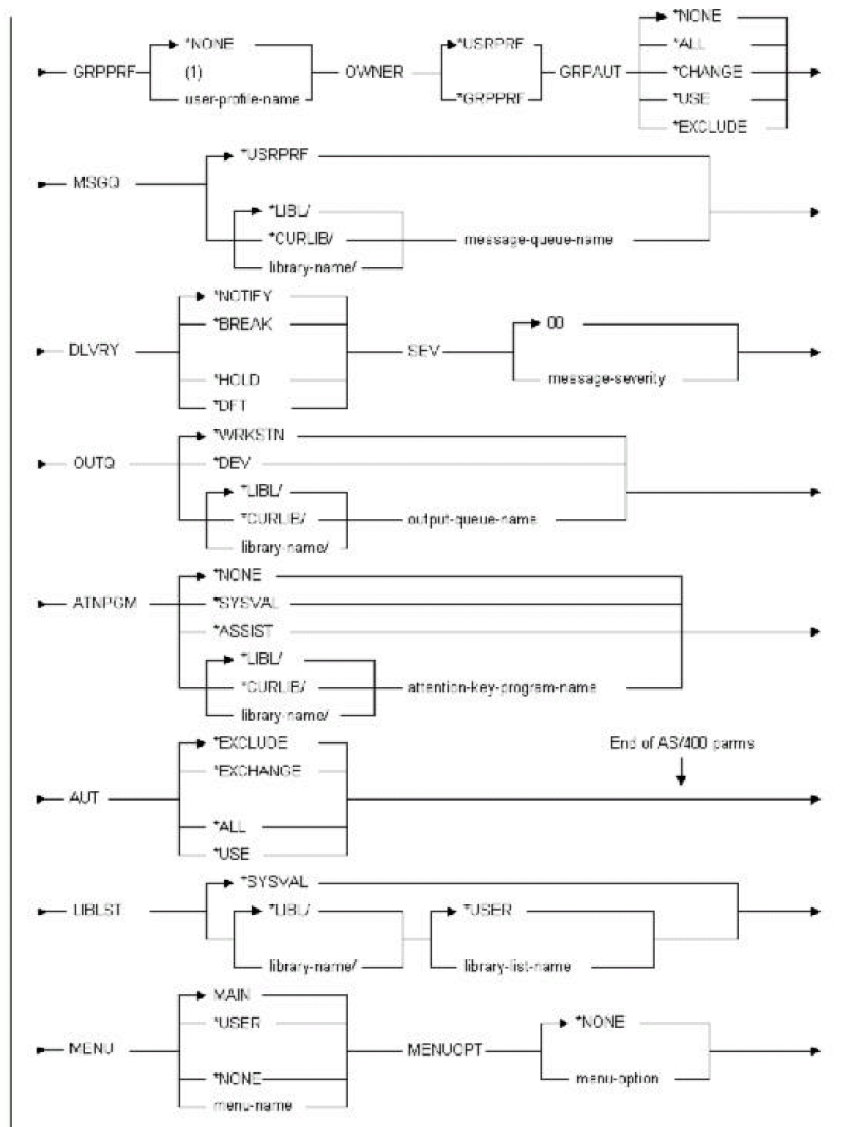 *NONE
GRPPRF
(1)
user-profile-name
OWNER
*USRPRF
*GRPPRF
GRPAUT
*NONE
*ALL
*CHANGE
*USE
*EXCLUDE
MSGQ
*USRPRF
*LIBL/
*CURLIB/
library-name/
message-queue-name
DLVRY
*NOTIFY
*BREAK
*HOLD
*DFT
SEV
00
message-severity
OUTQ
*WRKSTN
*DEV
*LIBL/
*CURLIB/
library-name/
output-queue-name
ATNPGM
*NONE
*SYSVAL
*ASSIST
*LIBL/
*CURLIB/
library-name/
attention-key-program-name
AUT
*EXCLUDE
*EXCHANGE
*ALL
*USE
End of AS/400 parms
LIBLST
*SYSVAL
*LIBL/
library-name/
*USER
library-list-name
MENU
MAIN
*USER
*NONE
menu-name
MENUOPT
*NONE
menu-option